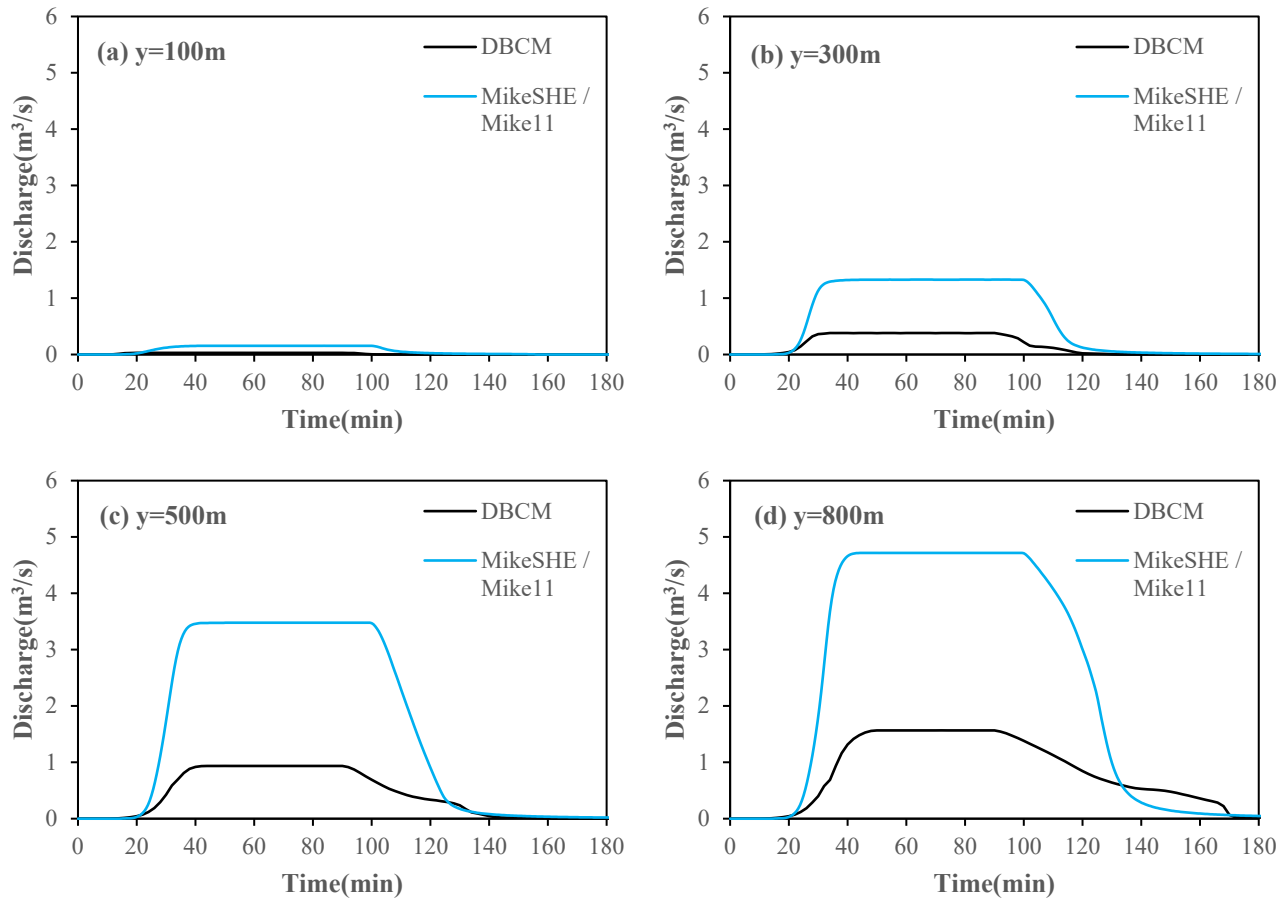 (a) y=100m
DBCM
MikeSHE /
Mike11
Discharge(m³/s)
6
5
4
3
2
1
0
0 20 40 60 80 100 120 140 160 180
Time(min)
(b) y=300m
DBCM
MikeSHE /
Mike11
Discharge(m³/s)
6
5
4
3
2
1
0
0 20 40 60 80 100 120 140 160 180
Time(min)
(c) y=500m
DBCM
MikeSHE /
Mike11
Discharge(m³/s)
6
5
4
3
2
1
0
0 20 40 60 80 100 120 140 160 180
Time(min)
(d) y=800m
DBCM
MikeSHE /
Mike11
Discharge(m³/s)
6
5
4
3
2
1
0
0 20 40 60 80 100 120 140 160 180
Time(min)